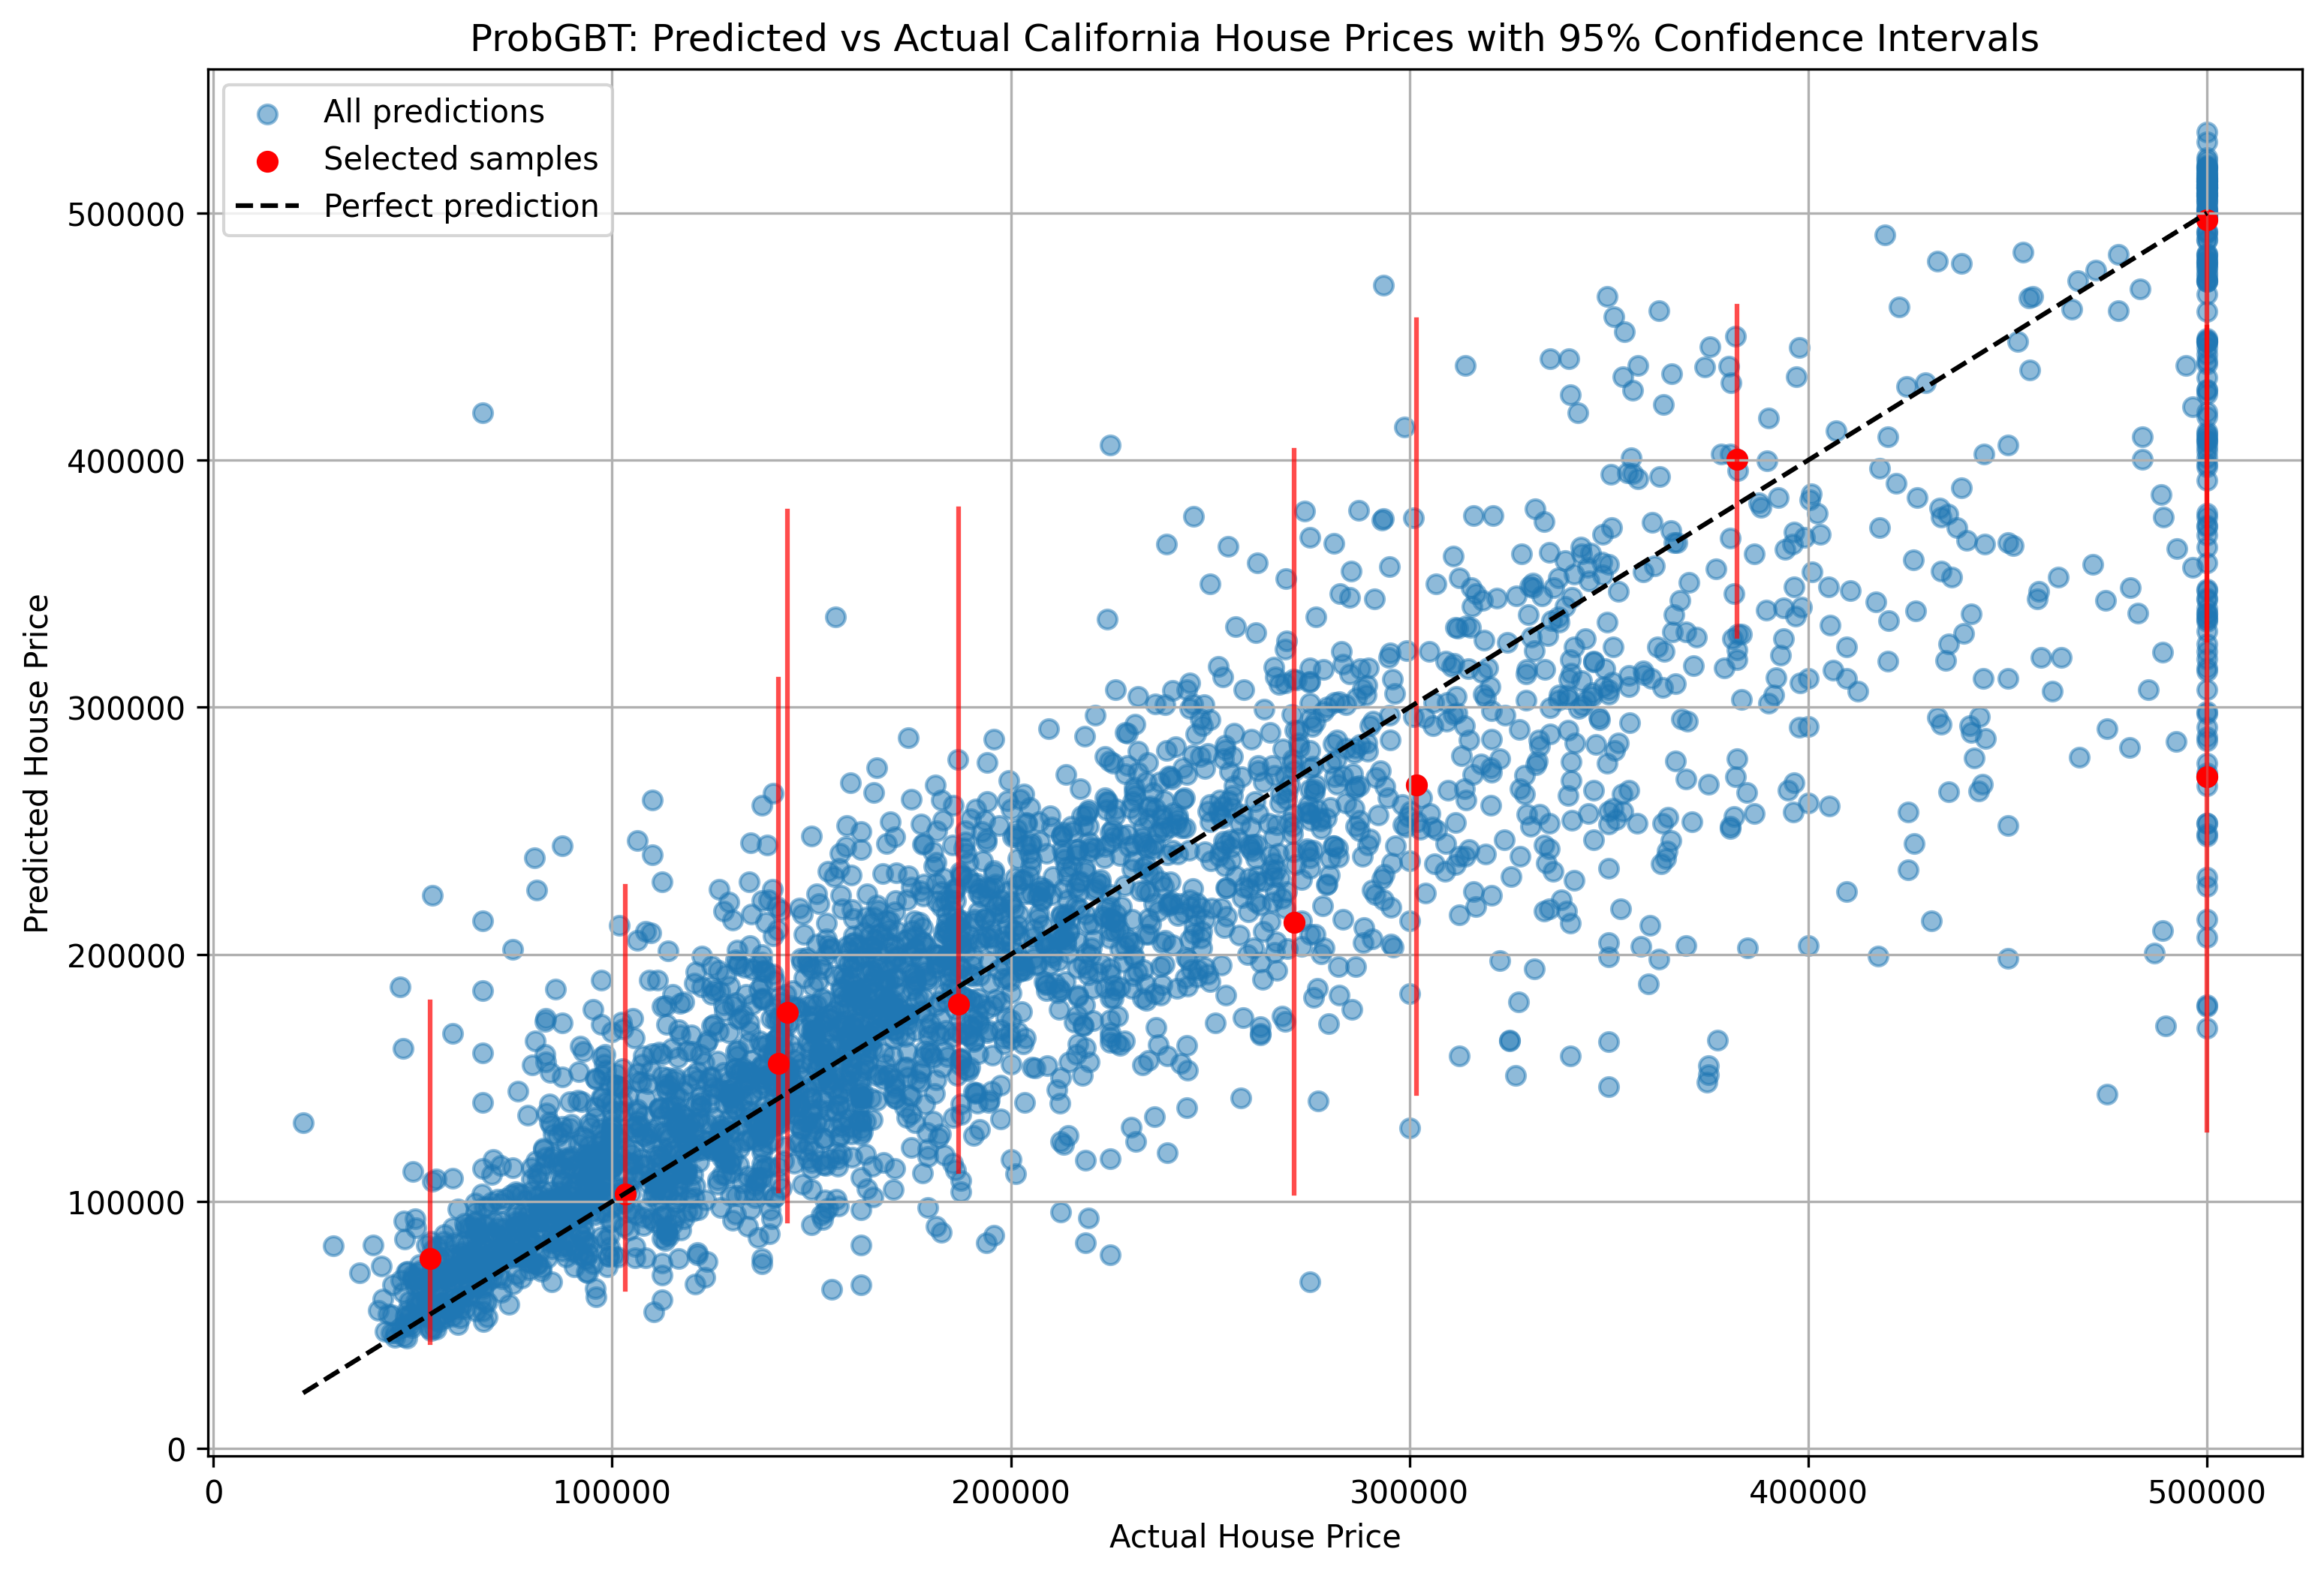 ProbGBT: Predicted vs Actual California House Prices with 95% Confidence Intervals
All predictions
Selected samples
Perfect prediction
Predicted House Price
500000
400000
300000
200000
100000
0
0
100000
200000
300000
400000
500000
Actual House Price